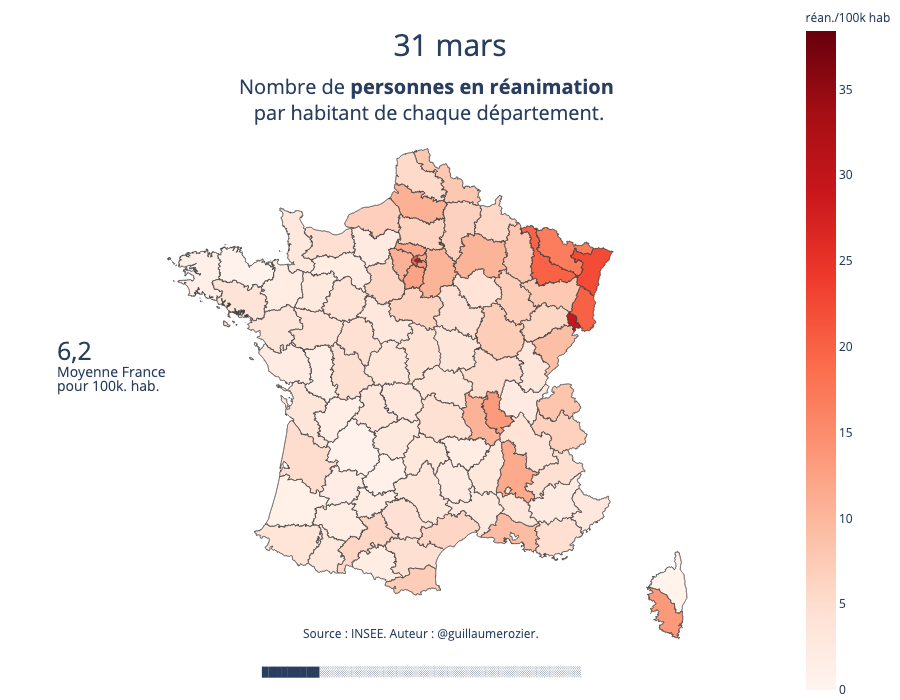 réan./100k hab
31 mars
Nombre de personnes en réanimation
par habitant de chaque département.
35
30
25
20
15
10
5
0
6,2
Moyenne France
pour 100k. hab.
Source : INSEE. Auteur : @guillaumerozier.